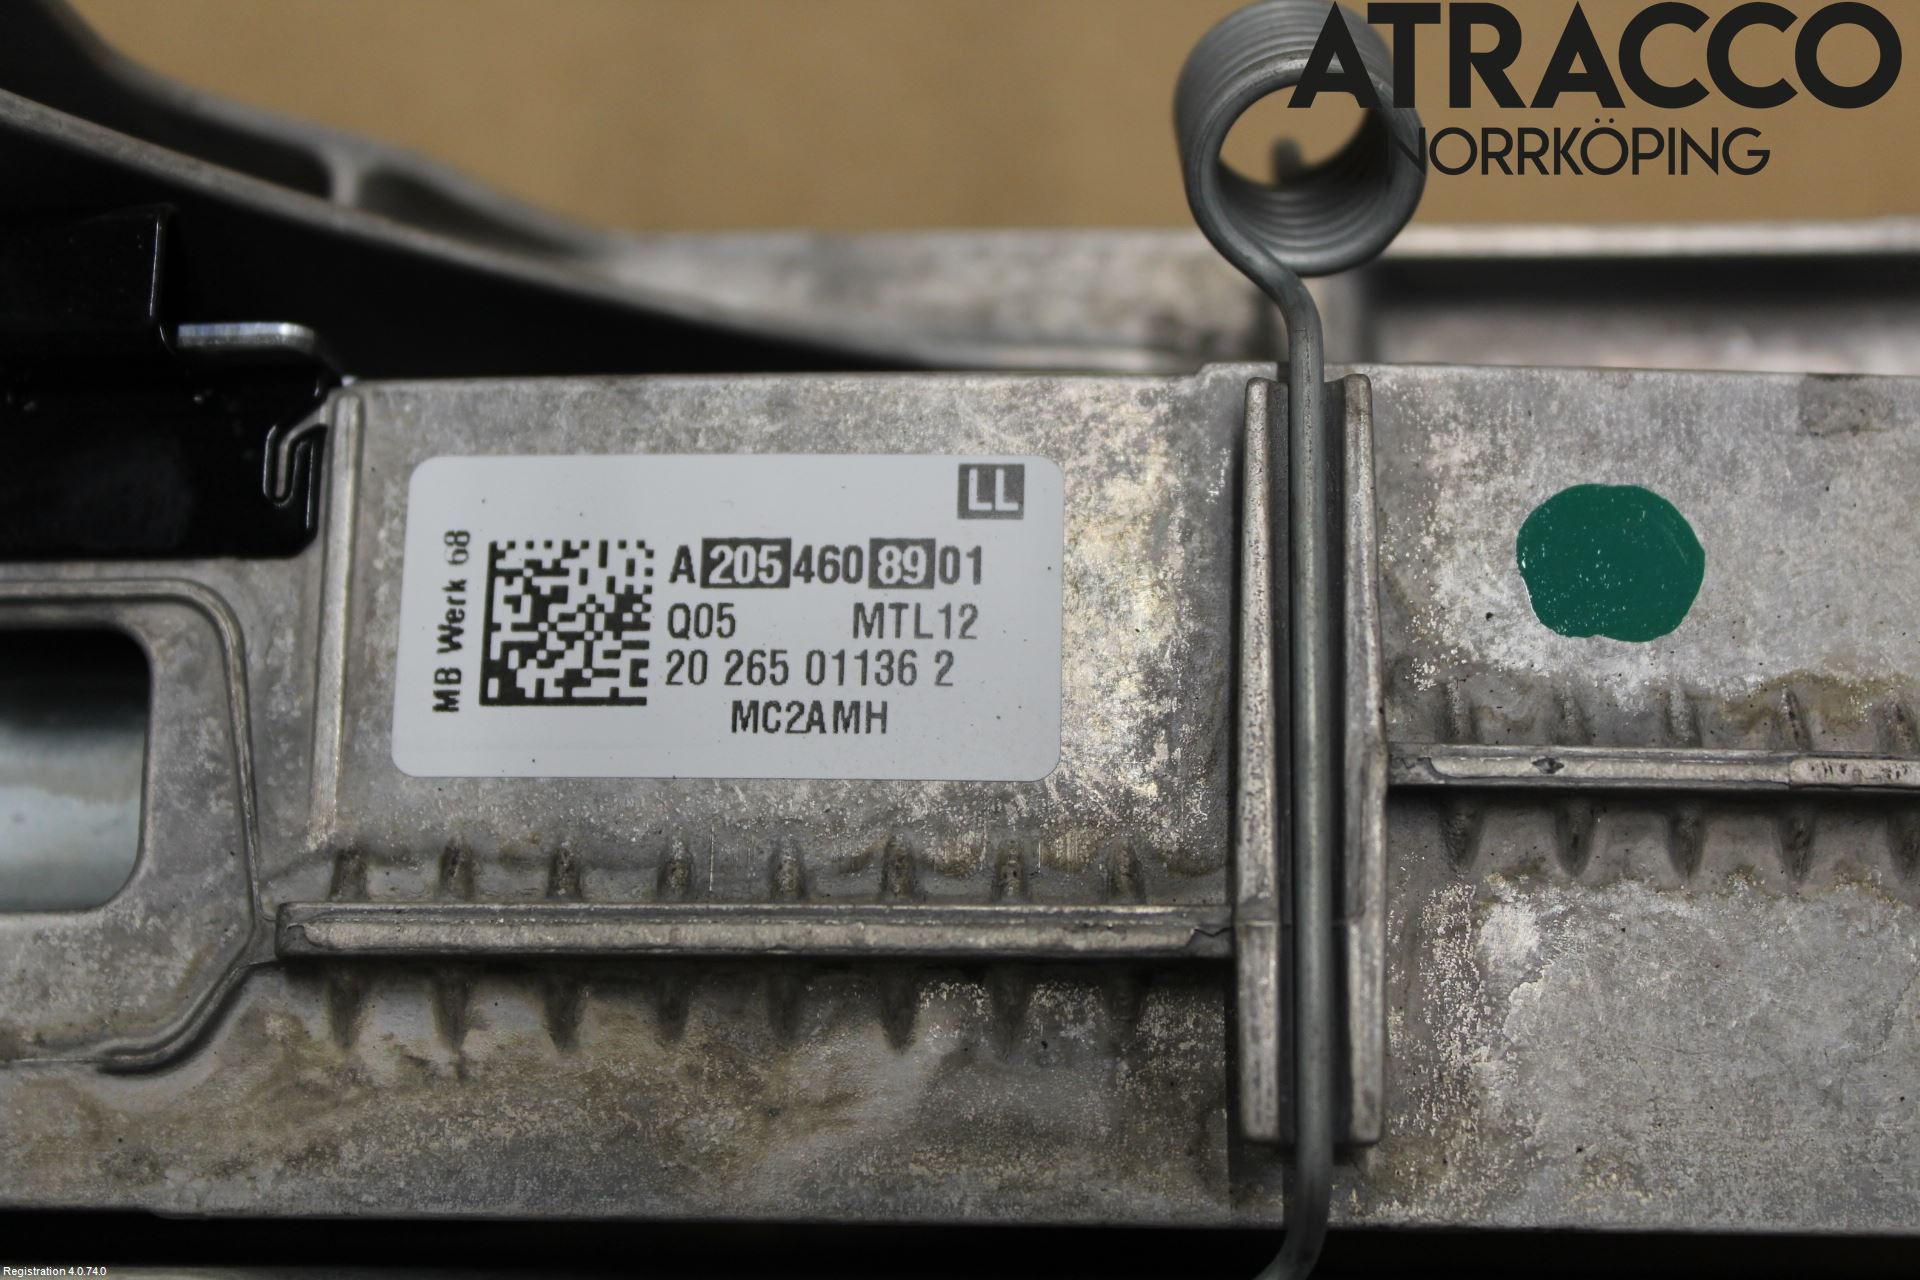 ATRACCO
NORRKÖPING
LL
MB Werk 68
A 205 460 89 01
Q05 MTL12
20 265 01136 2
MC2AMH
Registration 4.0.74.0